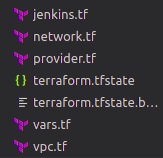 jenkins.tf
network.tf
provider.tf
{} terraform.tfstate
terraform.tfstate.b...
vars.tf
vpc.tf